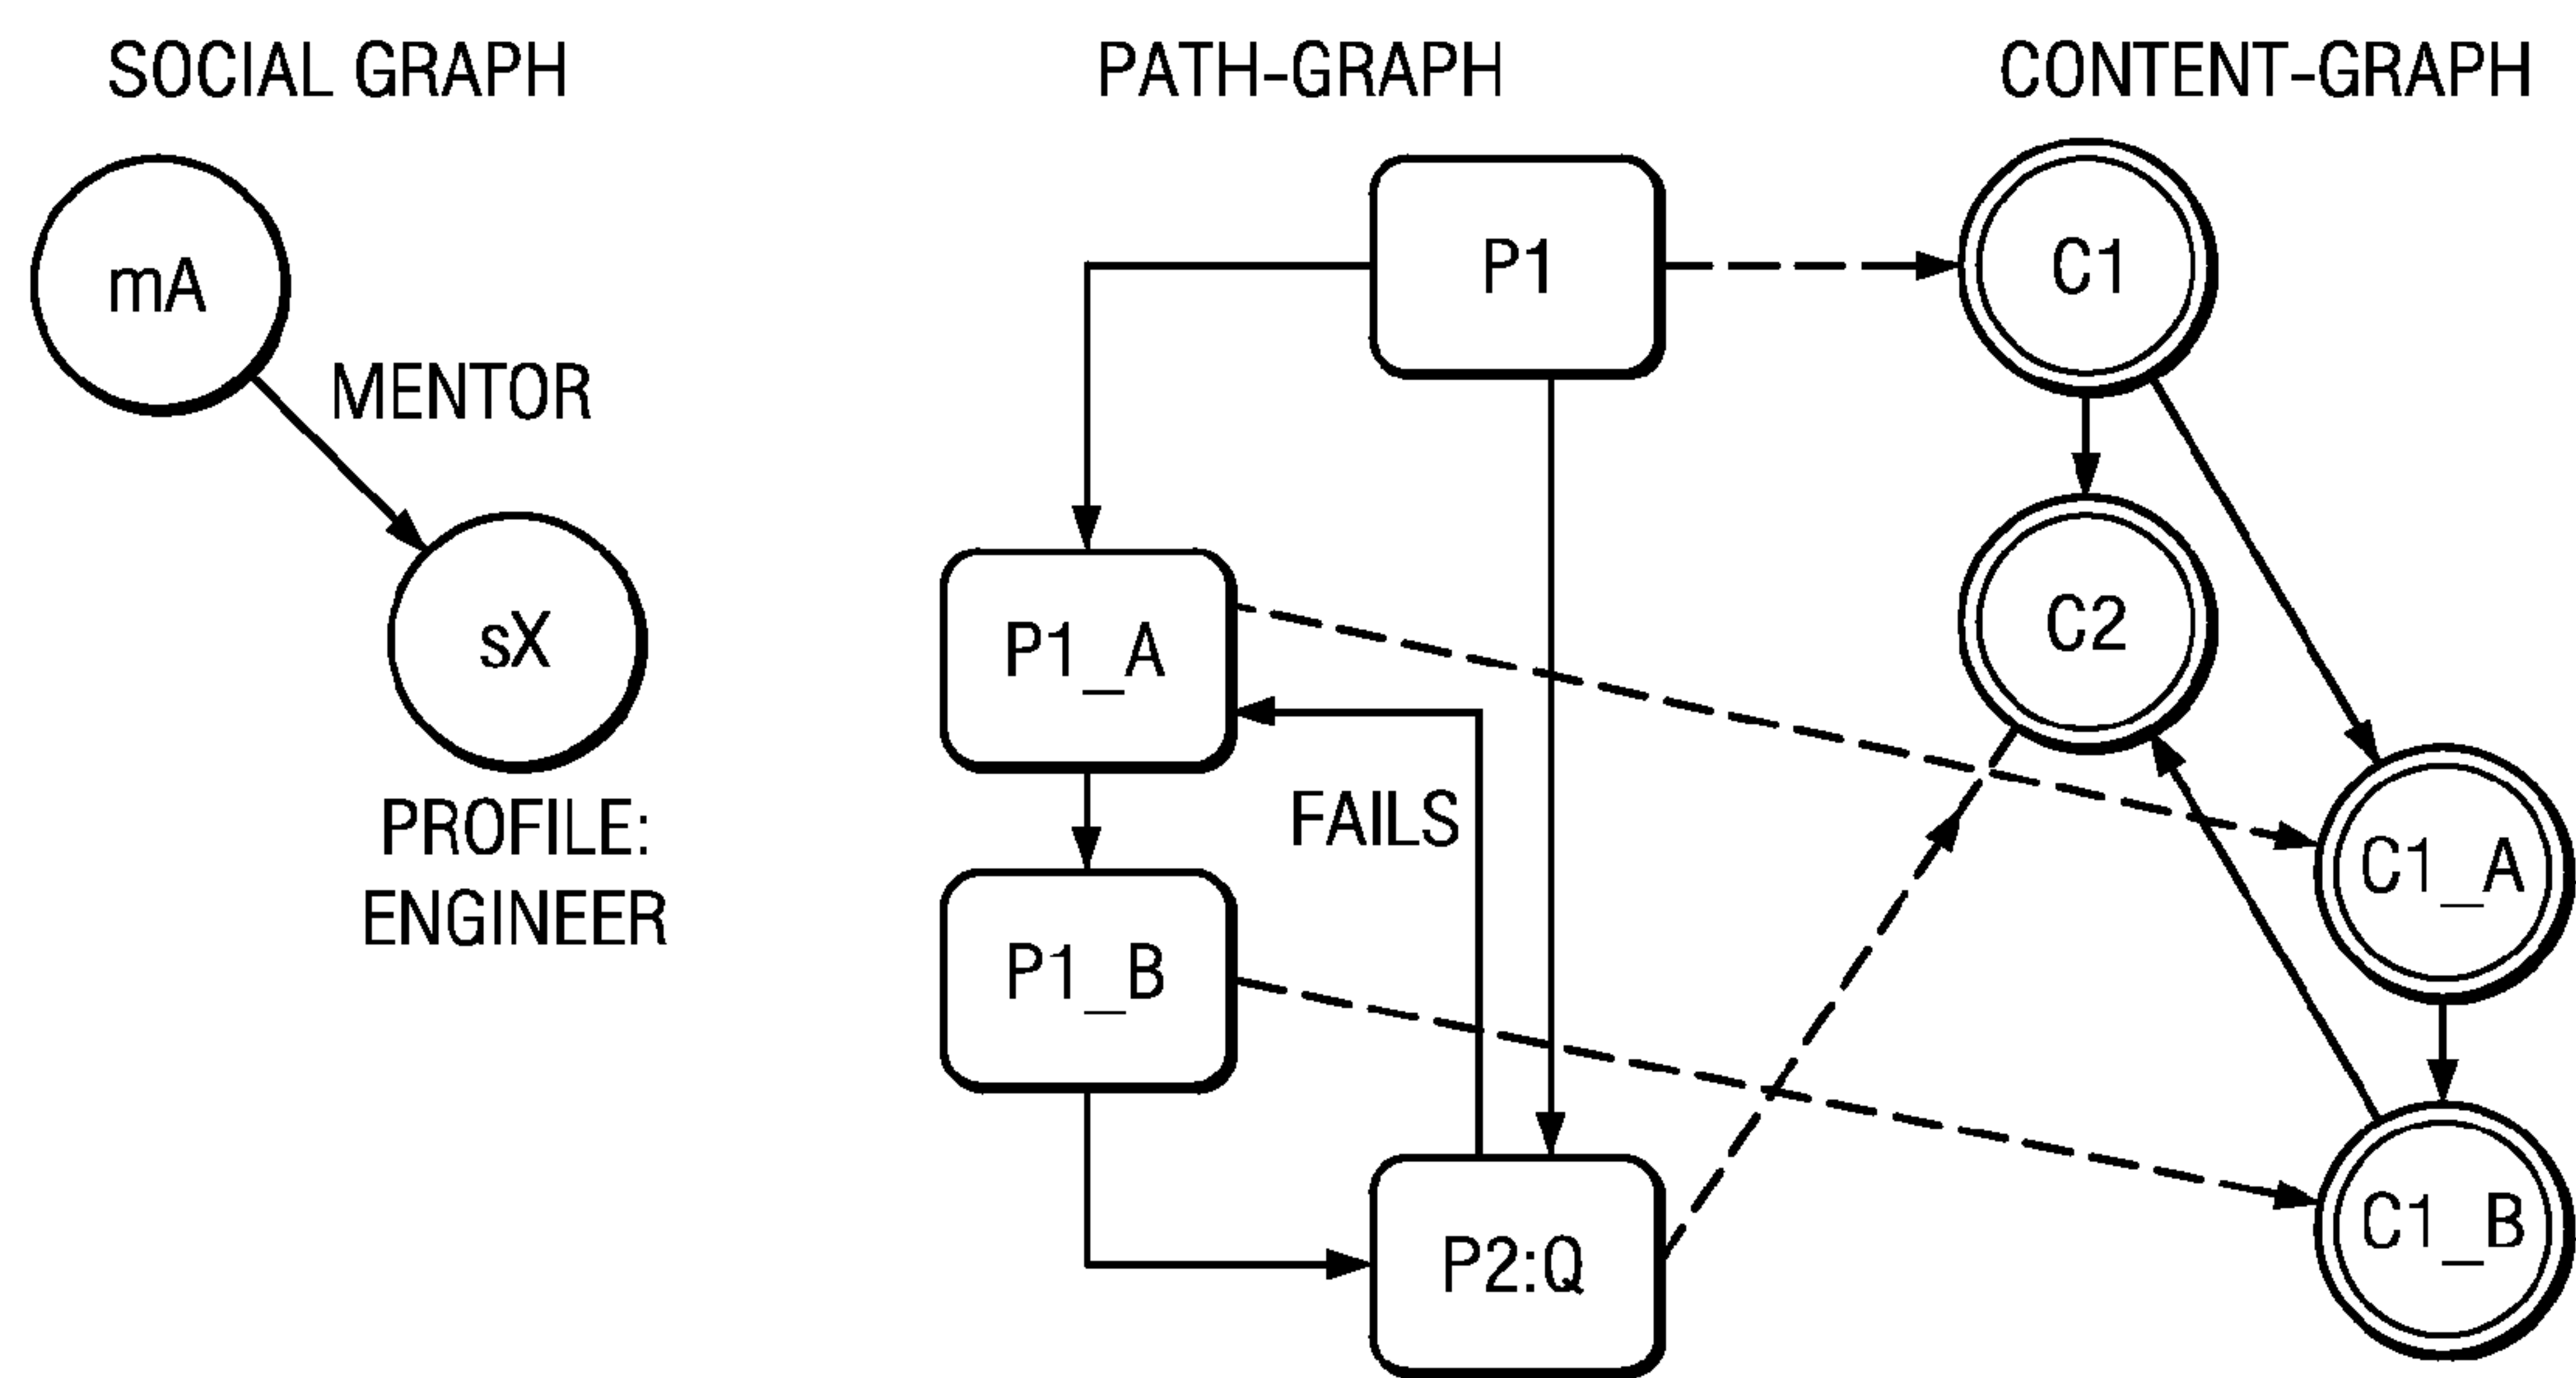 SOCIAL GRAPH
PATH-GRAPH
CONTENT-GRAPH
mA
MENTOR
sX
PROFILE:
ENGINEER
P1
P1_A
FAILS
P1_B
P2:Q
C1
C2
C1_A
C1_B